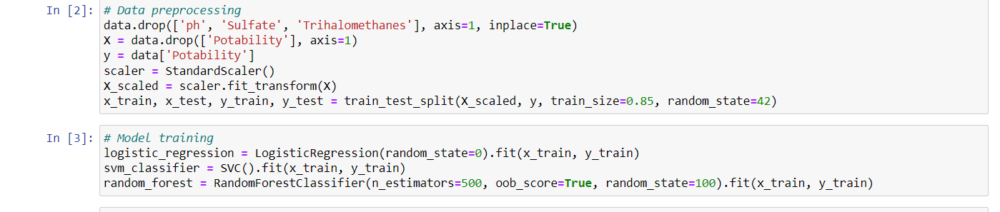 In [2]: # Data preprocessing
data.drop(['ph', 'Sulfate', 'Trihalomethanes'], axis=1, inplace=True)
X = data.drop(['Potability'], axis=1)
y = data['Potability']
scaler = StandardScaler()
X_scaled = scaler.fit_transform(X)
x_train, x_test, y_train, y_test = train_test_split(X_scaled, y, train_size=0.85, random_state=42)
In [3]: # Model training
logistic_regression = LogisticRegression(random_state=0).fit(x_train, y_train)
svm_classifier = SVC().fit(x_train, y_train)
random_forest = RandomForestClassifier(n_estimators=500, oob_score=True, random_state=100).fit(x_train, y_train)